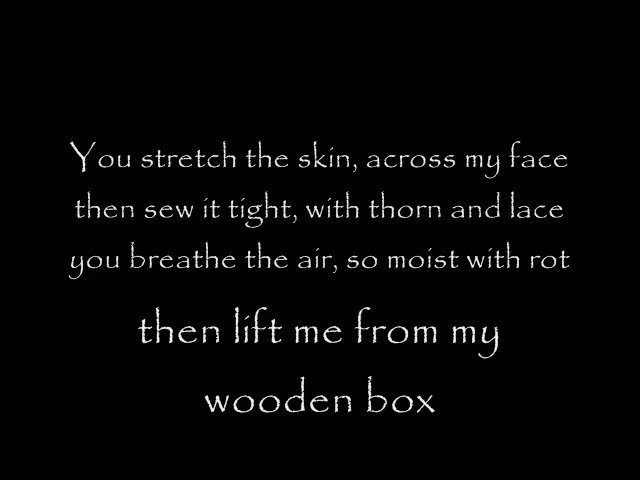 You stretch the skin, across my face
then sew it tight, with thorn and lace
you breathe the air, so moist with rot
then lift me from my
wooden box